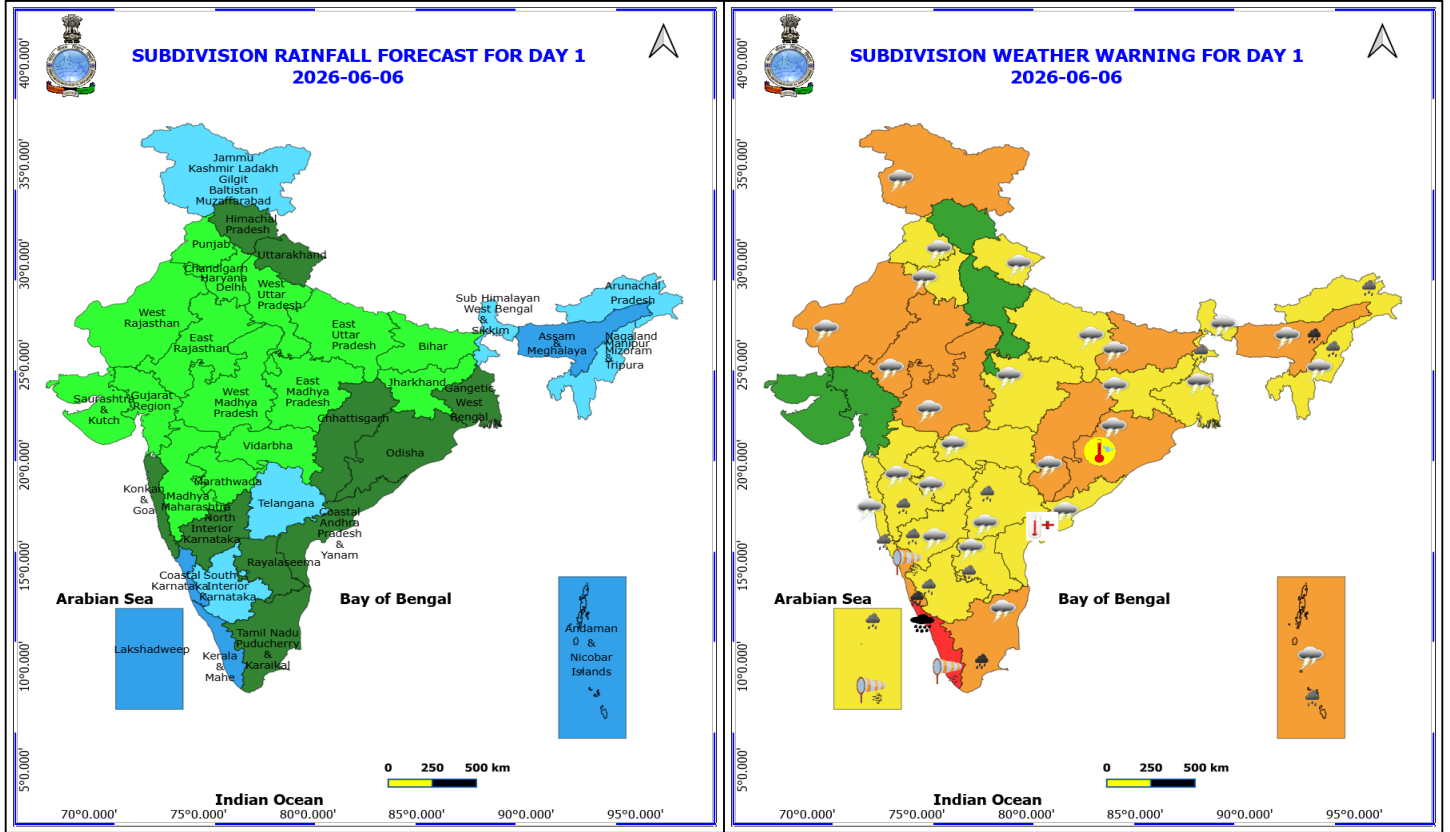 SUBDIVISION RAINFALL FORECAST FOR DAY 1
2026-06-06
40°0.000'
35°0.000'
30°0.000'
25°0.000'
20°0.000'
15°0.000'
10°0.000'
5°0.000'
Jammu
Kashmir Ladakh
Gilgit
Baltistan
Muzaffarabad
Himachal
Pradesh
Punjab
Uttarakhand
Chandigarh
Haryana
Delhi
West
Uttar
Pradesh
West
Rajasthan
East
Rajasthan
East
Uttar
Pradesh
Bihar
Sub Himalayan
West Bengal
&
Sikkim
Arunachal
Pradesh
Assam
&
Meghalaya
Nagaland
Manipur
Mizoram
&
Tripura
Saurashtra
&
Kutch
Gujarat
Region
West
Madhya
Pradesh
East
Madhya
Pradesh
Jharkhand
Gangetic
West
Bengal
Chhattisgarh
Odisha
Vidarbha
Konkan
&
Goa
Madhya
Maharashtra
Marathwada
Telangana
North
Interior
Karnataka
Coastal
Andhra
Pradesh
&
Yanam
Rayalaseema
Coastal
Karnataka
South
Interior
Karnataka
Arabian Sea
Bay of Bengal
Lakshadweep
Kerala
&
Mahe
Tamil Nadu
Puducherry
&
Karaikal
Andaman
&
Nicobar
Islands
0 250 500 km
Indian Ocean
70°0.000' 75°0.000' 80°0.000' 85°0.000' 90°0.000' 95°0.000'
SUBDIVISION WEATHER WARNING FOR DAY 1
2026-06-06
40°0.000'
35°0.000'
30°0.000'
25°0.000'
20°0.000'
15°0.000'
10°0.000'
5°0.000'
Arabian Sea
Bay of Bengal
0 250 500 km
Indian Ocean
70°0.000' 75°0.000' 80°0.000' 85°0.000' 90°0.000' 95°0.000'